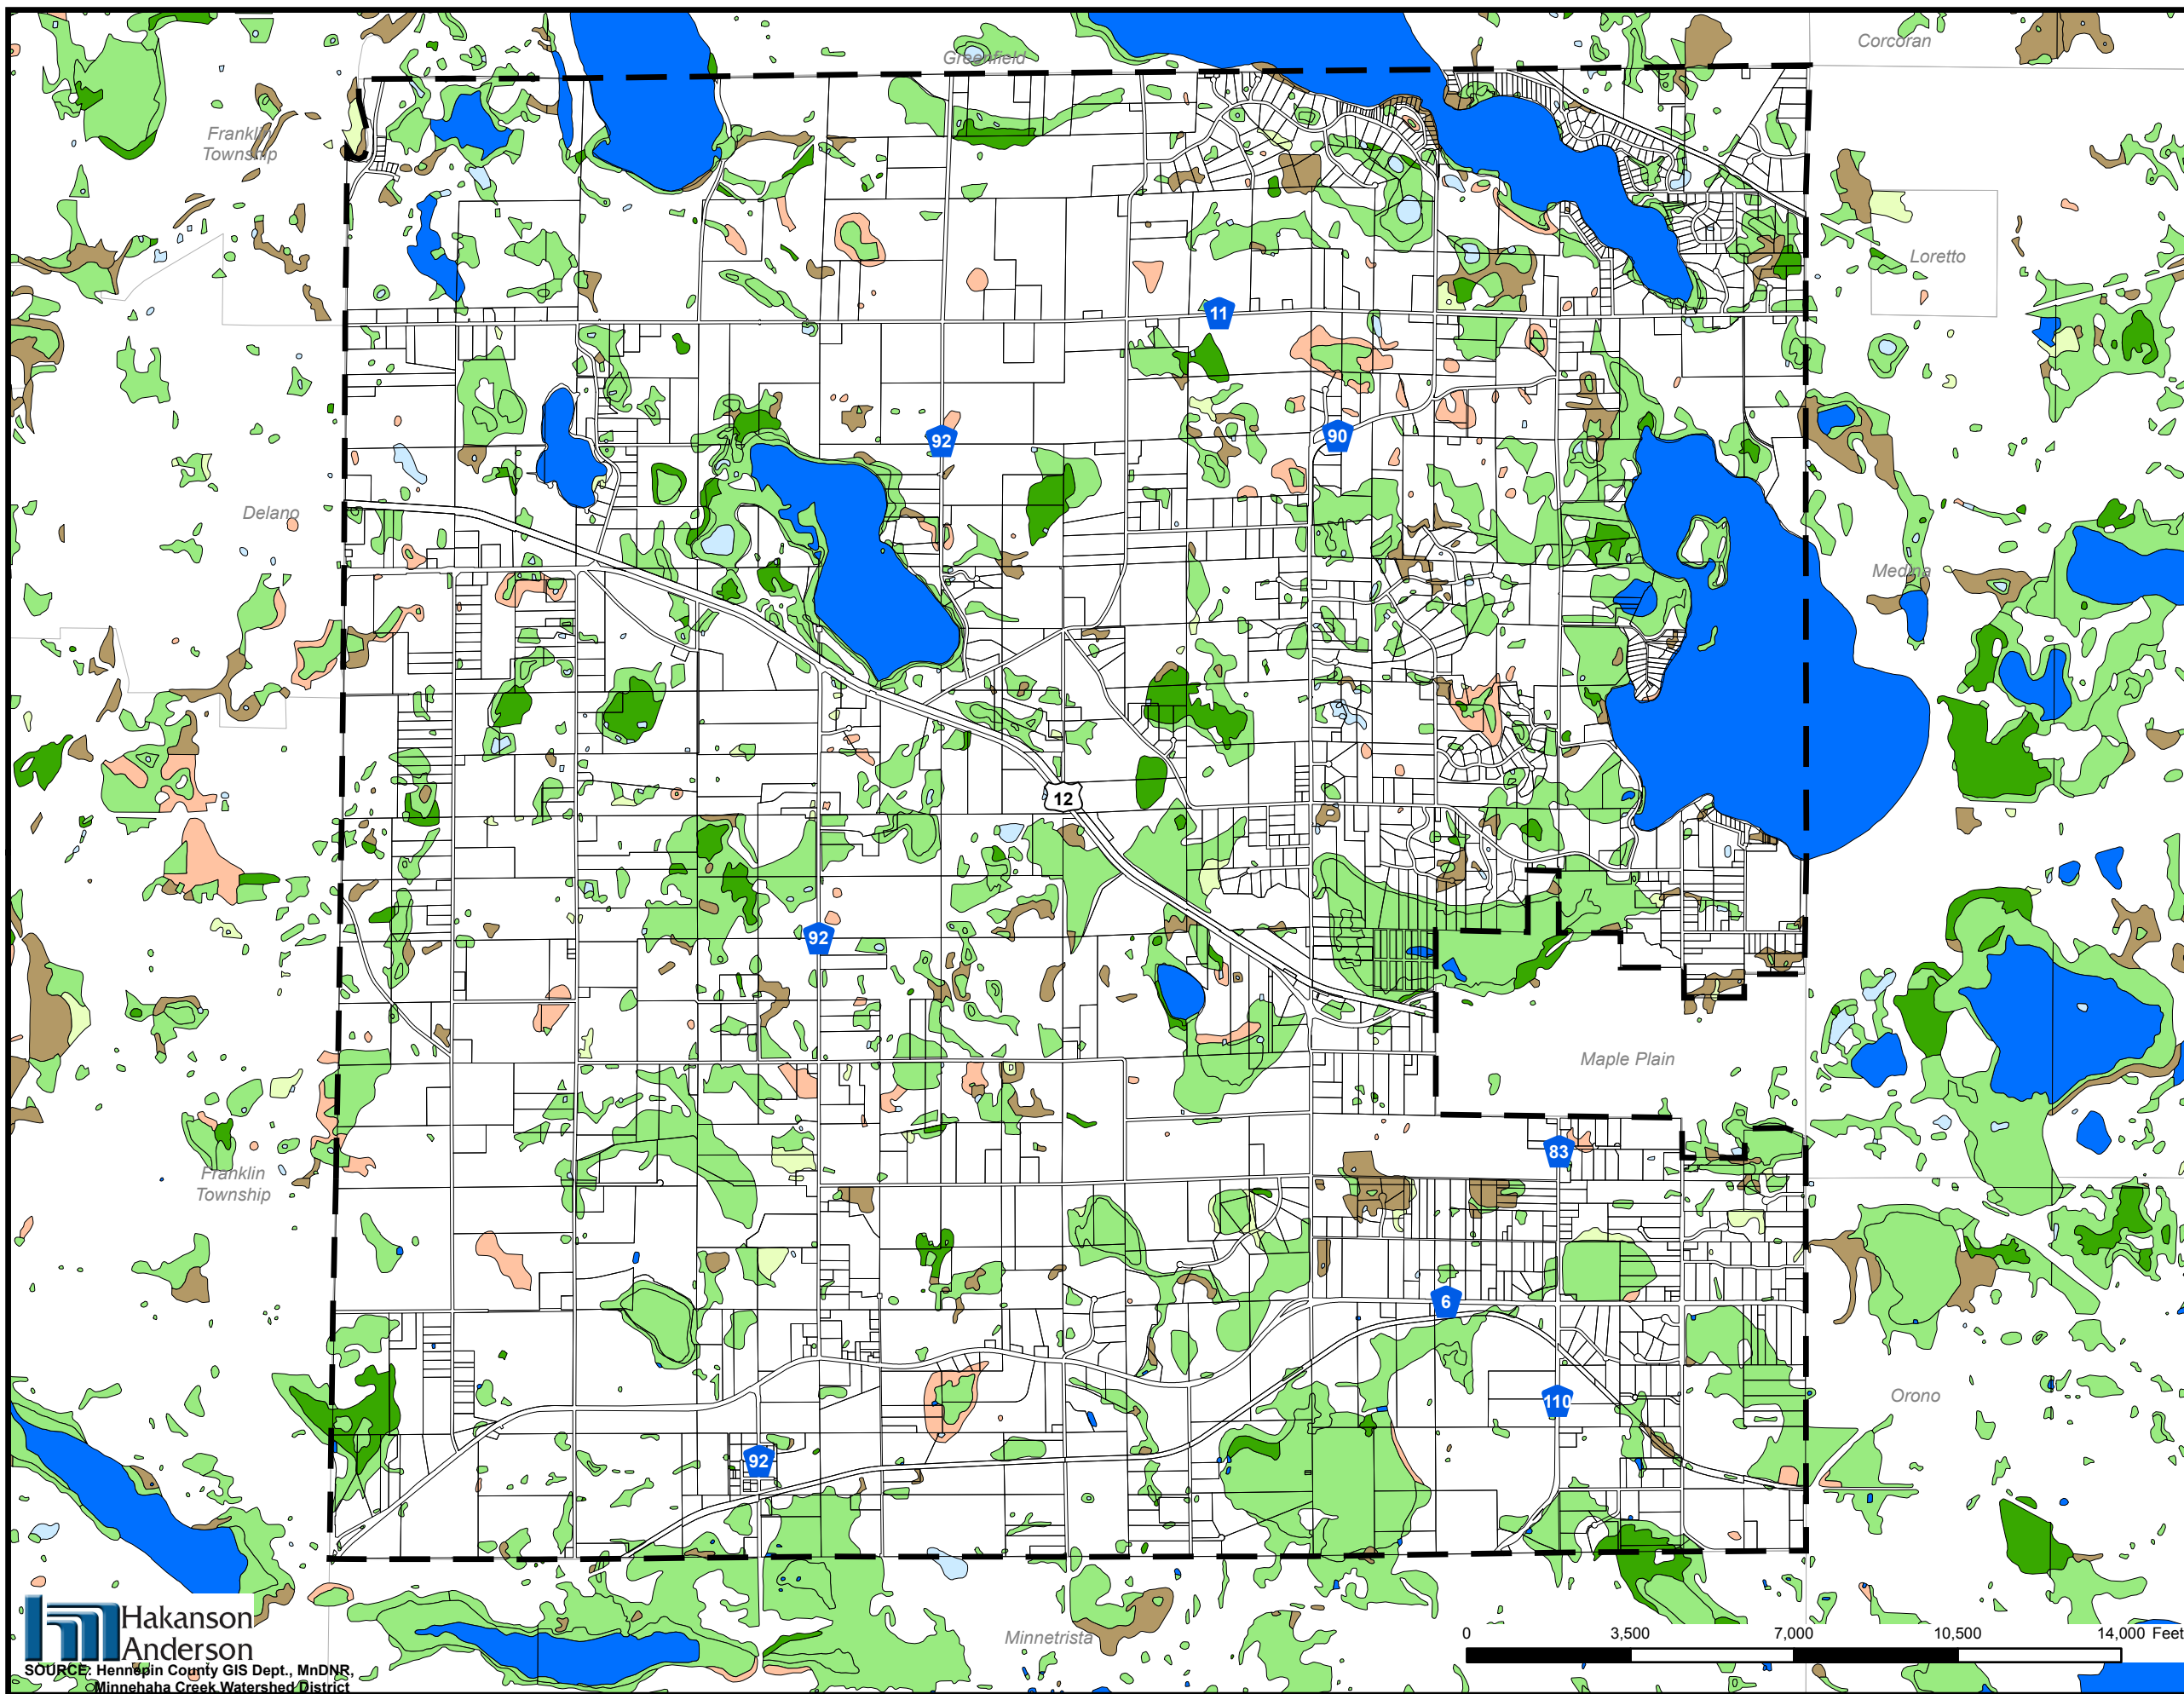 Corcoran
Greenfield
Franklin
Township
Loretto
11
92
90
Delano
Medina
12
92
Maple Plain
83
Franklin
Township
6
Orono
110
92
Hakanson
Anderson
SOURCE: Hennepin County GIS Dept., MnDNR,
Minnehaha Creek Watershed District
Minnetrista
0 3,500 7,000 10,500 14,000 Feet